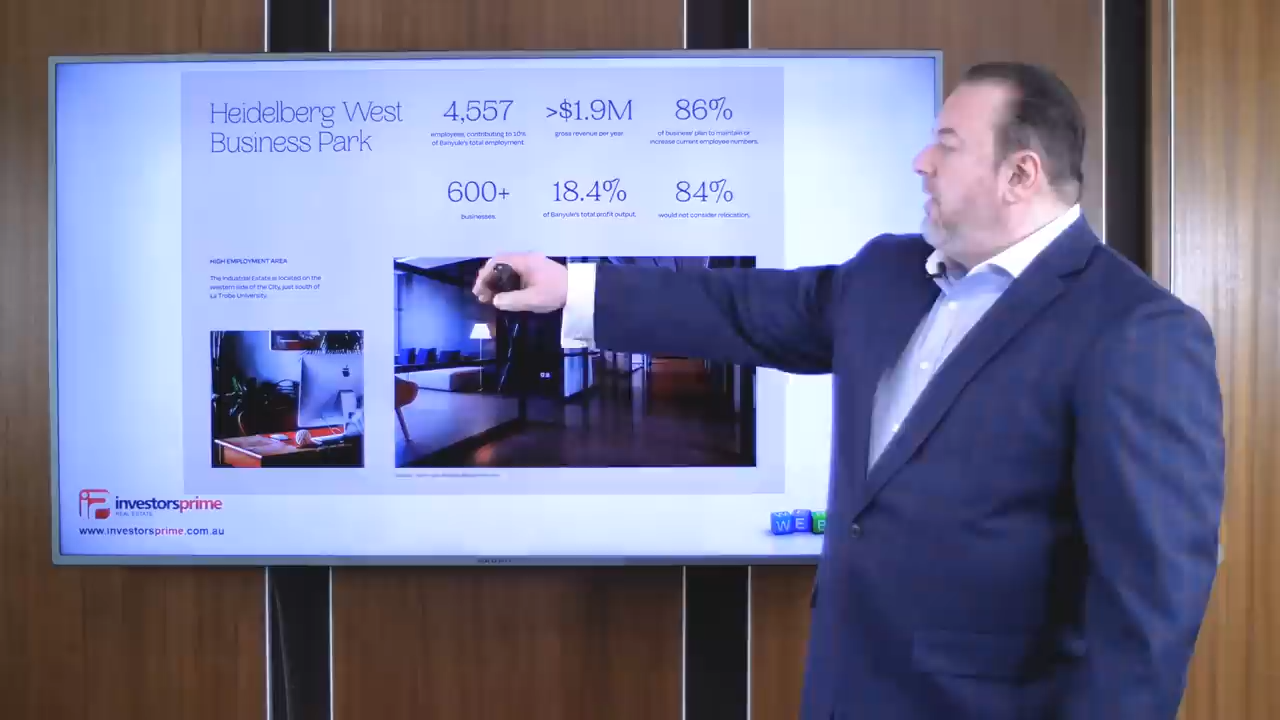 Heidelberg West
Business Park
4,557
employees, contributing to 10%
of Banyule's total employment.
>$1.9M
gross revenue per year.
86%
of business' plan to maintain or
increase current employee numbers.
600+
businesses.
18.4%
of Banyule's total profit output.
84%
would not consider relocation.
HIGH EMPLOYMENT AREA
The Industrial Estate is located on the
western side of the City, just south of
La Trobe University.
investorsprime
REAL ESTATE
www.investorsprime.com.au
WEB